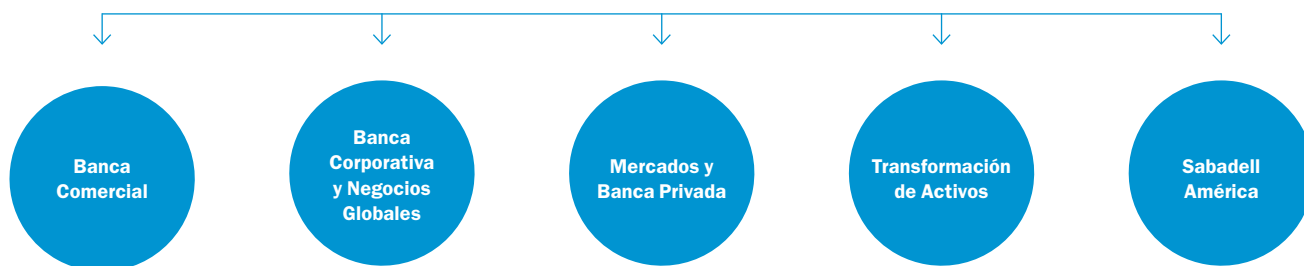 Banca
Comercial
Banca
Corporativa
y Negocios
Globales
Mercados y
Banca Privada
Transformación
de Activos
Sabadell
América